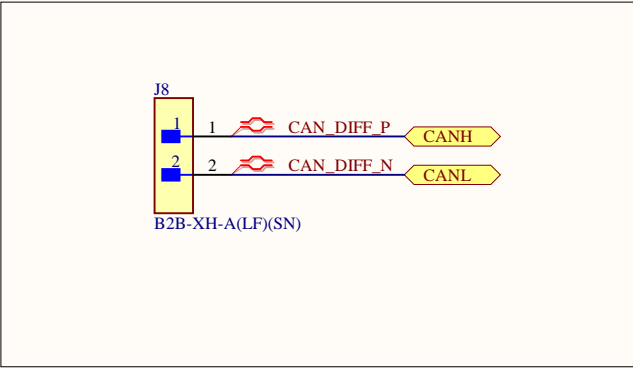 J8
1 1 CAN_DIFF_P CANH
2 2 CAN_DIFF_N CANL
B2B-XH-A(LF)(SN)